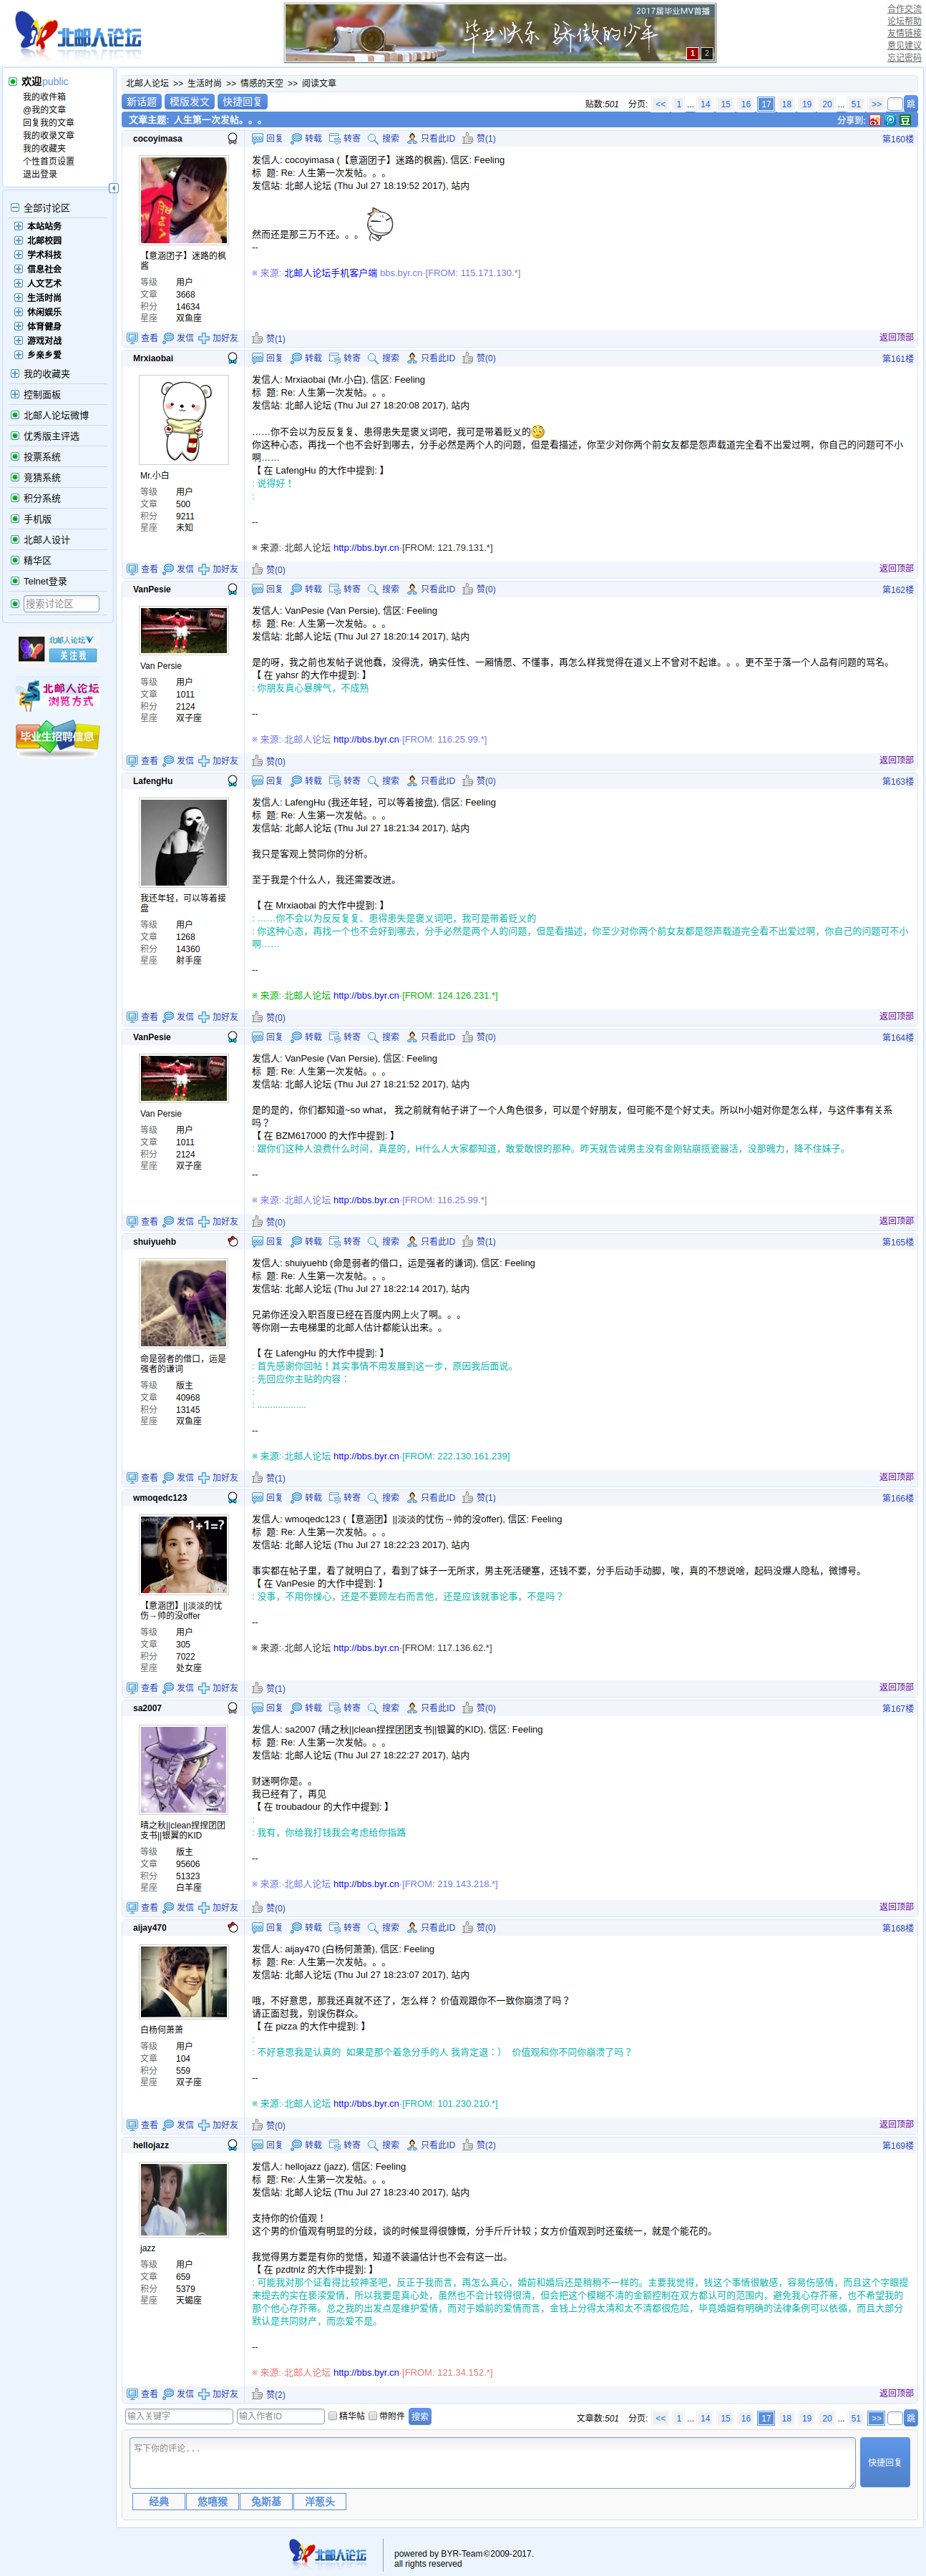 北邮人论坛
2017届毕业MV首播
毕业快乐 骄傲的少年
1 2
合作交流
论坛帮助
友情链接
意见建议
忘记密码
欢迎public
我的收件箱
@我的文章
回复我的文章
我的收录文章
我的收藏夹
个性首页设置
退出登录
全部讨论区
本站站务
北邮校园
学术科技
信息社会
人文艺术
生活时尚
休闲娱乐
体育健身
游戏对战
乡亲乡爱
我的收藏夹
控制面板
北邮人论坛微博
优秀版主评选
投票系统
竞猜系统
积分系统
手机版
北邮人设计
精华区
Telnet登录
搜索讨论区
北邮人论坛
关注我
北邮人论坛
浏览方式
毕业生招聘信息
北邮人论坛 >> 生活时尚 >> 情感的天空 >> 阅读文章
新话题 模版发文 快捷回复
贴数:501 分页: << 1 ... 14 15 16 17 18 19 20 ... 51 >> 跳
文章主题: 人生第一次发帖。。。
分享到:
cocoyimasa
回复 转载 转寄 搜索 只看此ID 赞(1) 第160楼
【意涵团子】迷路的枫酱
等级 用户
文章 3668
积分 14634
星座 双鱼座
发信人: cocoyimasa (【意涵团子】迷路的枫酱), 信区: Feeling
标 题: Re: 人生第一次发帖。。。
发信站: 北邮人论坛 (Thu Jul 27 18:19:52 2017), 站内
然而还是那三万不还。。。
--
※ 来源:·北邮人论坛手机客户端 bbs.byr.cn·[FROM: 115.171.130.*]
查看 发信 加好友 赞(1) 返回顶部
Mrxiaobai
回复 转载 转寄 搜索 只看此ID 赞(0) 第161楼
Mr.小白
等级 用户
文章 500
积分 9211
星座 未知
发信人: Mrxiaobai (Mr.小白), 信区: Feeling
标 题: Re: 人生第一次发帖。。。
发信站: 北邮人论坛 (Thu Jul 27 18:20:08 2017), 站内
……你不会以为反反复复、患得患失是褒义词吧，我可是带着贬义的
你这种心态，再找一个也不会好到哪去，分手必然是两个人的问题，但是看描述，你至少对你两个前女友都是怨声载道完全看不出爱过啊，你自己的问题可不小啊……
【 在 LafengHu 的大作中提到: 】
: 说得好！
:
--
※ 来源:·北邮人论坛 http://bbs.byr.cn·[FROM: 121.79.131.*]
查看 发信 加好友 赞(0) 返回顶部
VanPesie
回复 转载 转寄 搜索 只看此ID 赞(0) 第162楼
Van Persie
等级 用户
文章 1011
积分 2124
星座 双子座
发信人: VanPesie (Van Persie), 信区: Feeling
标 题: Re: 人生第一次发帖。。。
发信站: 北邮人论坛 (Thu Jul 27 18:20:14 2017), 站内
是的呀，我之前也发帖子说他蠢，没得洗，确实任性、一厢情愿、不懂事，再怎么样我觉得在道义上不曾对不起谁。。。更不至于落一个人品有问题的骂名。
【 在 yahsr 的大作中提到: 】
: 你朋友真心暴脾气，不成熟
--
※ 来源:·北邮人论坛 http://bbs.byr.cn·[FROM: 116.25.99.*]
查看 发信 加好友 赞(0) 返回顶部
LafengHu
回复 转载 转寄 搜索 只看此ID 赞(0) 第163楼
我还年轻，可以等着接盘
等级 用户
文章 1268
积分 14360
星座 射手座
发信人: LafengHu (我还年轻，可以等着接盘), 信区: Feeling
标 题: Re: 人生第一次发帖。。。
发信站: 北邮人论坛 (Thu Jul 27 18:21:34 2017), 站内
我只是客观上赞同你的分析。
至于我是个什么人，我还需要改进。
【 在 Mrxiaobai 的大作中提到: 】
: ……你不会以为反反复复、患得患失是褒义词吧，我可是带着贬义的
: 你这种心态，再找一个也不会好到哪去，分手必然是两个人的问题，但是看描述，你至少对你两个前女友都是怨声载道完全看不出爱过啊，你自己的问题可不小啊……
--
※ 来源:·北邮人论坛 http://bbs.byr.cn·[FROM: 124.126.231.*]
查看 发信 加好友 赞(0) 返回顶部
VanPesie
回复 转载 转寄 搜索 只看此ID 赞(0) 第164楼
Van Persie
等级 用户
文章 1011
积分 2124
星座 双子座
发信人: VanPesie (Van Persie), 信区: Feeling
标 题: Re: 人生第一次发帖。。。
发信站: 北邮人论坛 (Thu Jul 27 18:21:52 2017), 站内
是的是的，你们都知道~so what， 我之前就有帖子讲了一个人角色很多，可以是个好朋友，但可能不是个好丈夫。所以h小姐对你是怎么样，与这件事有关系吗？
【 在 BZM617000 的大作中提到: 】
: 跟你们这种人浪费什么时间，真是的，H什么人大家都知道，敢爱敢恨的那种。昨天就告诫男主没有金刚钻崩揽瓷器活，没那魄力，降不住妹子。
--
※ 来源:·北邮人论坛 http://bbs.byr.cn·[FROM: 116.25.99.*]
查看 发信 加好友 赞(0) 返回顶部
shuiyuehb
回复 转载 转寄 搜索 只看此ID 赞(1) 第165楼
命是弱者的借口，运是强者的谦词
等级 版主
文章 40968
积分 13145
星座 双鱼座
发信人: shuiyuehb (命是弱者的借口，运是强者的谦词), 信区: Feeling
标 题: Re: 人生第一次发帖。。。
发信站: 北邮人论坛 (Thu Jul 27 18:22:14 2017), 站内
兄弟你还没入职百度已经在百度内网上火了啊。。。
等你刚一去电梯里的北邮人估计都能认出来。。
【 在 LafengHu 的大作中提到: 】
: 首先感谢你回帖！其实事情不用发展到这一步，原因我后面说。
: 先回应你主贴的内容：
:
: ...................
--
※ 来源:·北邮人论坛 http://bbs.byr.cn·[FROM: 222.130.161.239]
查看 发信 加好友 赞(1) 返回顶部
wmoqedc123
回复 转载 转寄 搜索 只看此ID 赞(1) 第166楼
1+1=?
【意涵团】||淡淡的忧伤→帅的没offer
等级 用户
文章 305
积分 7022
星座 处女座
发信人: wmoqedc123 (【意涵团】||淡淡的忧伤→帅的没offer), 信区: Feeling
标 题: Re: 人生第一次发帖。。。
发信站: 北邮人论坛 (Thu Jul 27 18:22:23 2017), 站内
事实都在帖子里，看了就明白了，看到了妹子一无所求，男主死活硬塞，还钱不要，分手后动手动脚，唉，真的不想说啥，起码没爆人隐私，微博号。
【 在 VanPesie 的大作中提到: 】
: 没事，不用你操心，还是不要顾左右而言他，还是应该就事论事，不是吗？
--
※ 来源:·北邮人论坛 http://bbs.byr.cn·[FROM: 117.136.62.*]
查看 发信 加好友 赞(1) 返回顶部
sa2007
回复 转载 转寄 搜索 只看此ID 赞(0) 第167楼
晴之秋||clean捏捏团团支书||银翼的KID
等级 版主
文章 95606
积分 51323
星座 白羊座
发信人: sa2007 (晴之秋||clean捏捏团团支书||银翼的KID), 信区: Feeling
标 题: Re: 人生第一次发帖。。。
发信站: 北邮人论坛 (Thu Jul 27 18:22:27 2017), 站内
财迷啊你是。。
我已经有了，再见
【 在 troubadour 的大作中提到: 】
:
: 我有，你给我打钱我会考虑给你指路
--
※ 来源:·北邮人论坛 http://bbs.byr.cn·[FROM: 219.143.218.*]
查看 发信 加好友 赞(0) 返回顶部
aijay470
回复 转载 转寄 搜索 只看此ID 赞(0) 第168楼
白杨何萧萧
等级 用户
文章 104
积分 559
星座 双子座
发信人: aijay470 (白杨何萧萧), 信区: Feeling
标 题: Re: 人生第一次发帖。。。
发信站: 北邮人论坛 (Thu Jul 27 18:23:07 2017), 站内
哦，不好意思，那我还真就不还了，怎么样？ 价值观跟你不一致你崩溃了吗？
请正面怼我，别误伤群众。
【 在 pizza 的大作中提到: 】
:
: 不好意思我是认真的 如果是那个着急分手的人 我肯定退：） 价值观和你不同你崩溃了吗？
--
※ 来源:·北邮人论坛 http://bbs.byr.cn·[FROM: 101.230.210.*]
查看 发信 加好友 赞(0) 返回顶部
hellojazz
回复 转载 转寄 搜索 只看此ID 赞(2) 第169楼
jazz
等级 用户
文章 659
积分 5379
星座 天蝎座
发信人: hellojazz (jazz), 信区: Feeling
标 题: Re: 人生第一次发帖。。。
发信站: 北邮人论坛 (Thu Jul 27 18:23:40 2017), 站内
支持你的价值观！
这个男的价值观有明显的分歧，谈的时候显得很慷慨，分手斤斤计较；女方价值观到时还蛮统一，就是个能花的。
我觉得男方要是有你的觉悟，知道不装逼估计也不会有这一出。
【 在 pzdtnlz 的大作中提到: 】
: 可能我对那个证看得比较神圣吧，反正于我而言，再怎么真心，婚前和婚后还是稍稍不一样的。主要我觉得，钱这个事情很敏感，容易伤感情，而且这个字眼提来提去的实在亵渎爱情，所以我要是真心处，虽然也不会计较得很清，但会把这个模糊不清的金额控制在双方都认可的范围内，避免我心存芥蒂，也不希望我的那个他心存芥蒂。总之我的出发点是维护爱情，而对于婚前的爱情而言，金钱上分得太清和太不清都很危险，毕竟婚姻有明确的法律条例可以依循，而且大部分默认是共同财产，而恋爱不是。
--
※ 来源:·北邮人论坛 http://bbs.byr.cn·[FROM: 121.34.152.*]
查看 发信 加好友 赞(2) 返回顶部
输入关键字 输入作者ID 精华帖 带附件 搜索
文章数:501 分页: << 1 ... 14 15 16 17 18 19 20 ... 51 >> 跳
写下你的评论...
快捷回复
经典 悠嘻猴 兔斯基 洋葱头
北邮人论坛
powered by BYR-Team©2009-2017.
all rights reserved